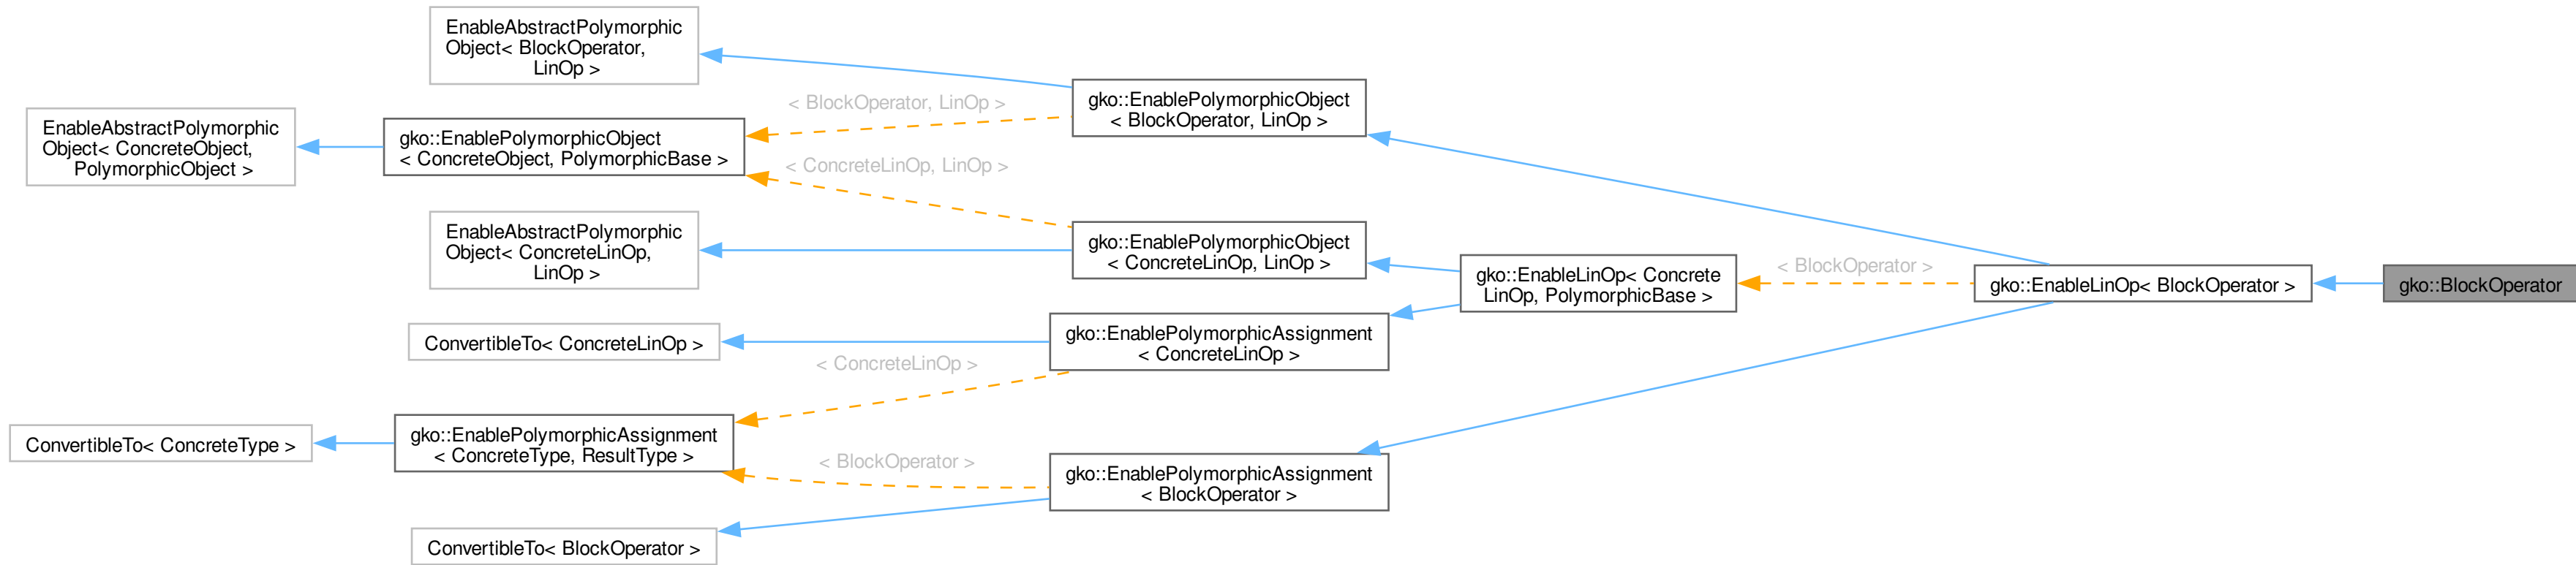 EnableAbstractPolymorphic
Object< BlockOperator,
LinOp >
EnableAbstractPolymorphic
Object< ConcreteObject,
PolymorphicObject >
gko::EnablePolymorphicObject
< ConcreteObject, PolymorphicBase >
< BlockOperator, LinOp >
< ConcreteLinOp, LinOp >
gko::EnablePolymorphicObject
< BlockOperator, LinOp >
EnableAbstractPolymorphic
Object< ConcreteLinOp,
LinOp >
gko::EnablePolymorphicObject
< ConcreteLinOp, LinOp >
gko::EnableLinOp< Concrete
LinOp, PolymorphicBase >
< BlockOperator >
gko::EnableLinOp< BlockOperator >
gko::BlockOperator
ConvertibleTo< ConcreteLinOp >
gko::EnablePolymorphicAssignment
< ConcreteLinOp >
< ConcreteLinOp >
ConvertibleTo< ConcreteType >
gko::EnablePolymorphicAssignment
< ConcreteType, ResultType >
< BlockOperator >
gko::EnablePolymorphicAssignment
< BlockOperator >
ConvertibleTo< BlockOperator >